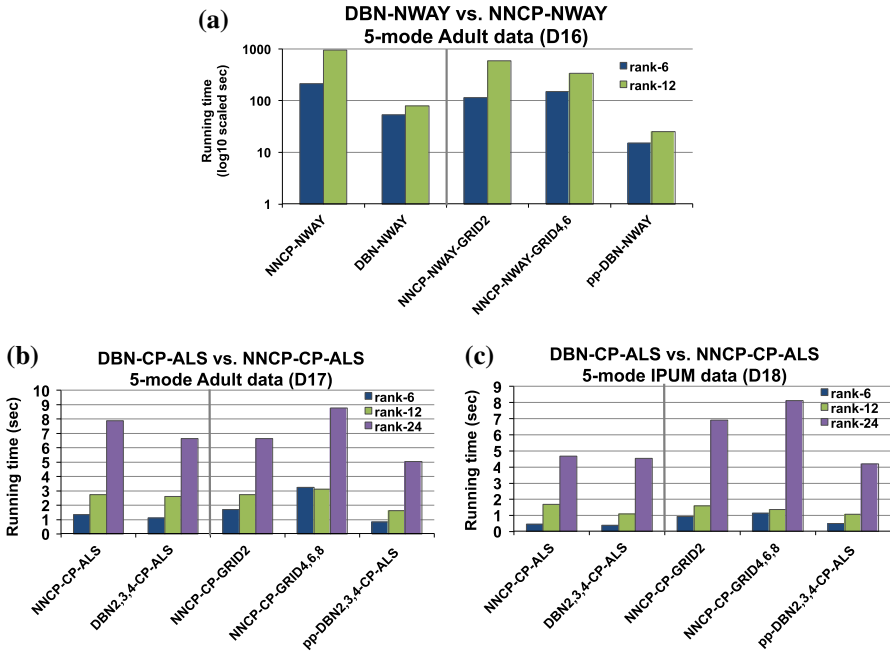 (a)
DBN-NWAY vs. NNCP-NWAY
5-mode Adult data (D16)
Running time
(log10 scaled sec)
1000
100
10
1
rank-6
rank-12
NNCP-NWAY
DBN-NWAY
NNCP-NWAY-GRID2
NNCP-NWAY-GRID4,6
pp-DBN-NWAY
(b)
DBN-CP-ALS vs. NNCP-CP-ALS
5-mode Adult data (D17)
Running time (sec)
10
9
8
7
6
5
4
3
2
1
0
rank-6
rank-12
rank-24
NNCP-CP-ALS
DBN2,3,4-CP-ALS
NNCP-CP-GRID2
NNCP-CP-GRID4,6,8
pp-DBN2,3,4-CP-ALS
(c)
DBN-CP-ALS vs. NNCP-CP-ALS
5-mode IPUM data (D18)
Running time (sec)
9
8
7
6
5
4
3
2
1
0
rank-6
rank-12
rank-24
NNCP-CP-ALS
DBN2,3,4-CP-ALS
NNCP-CP-GRID2
NNCP-CP-GRID4,6,8
pp-DBN2,3,4-CP-ALS